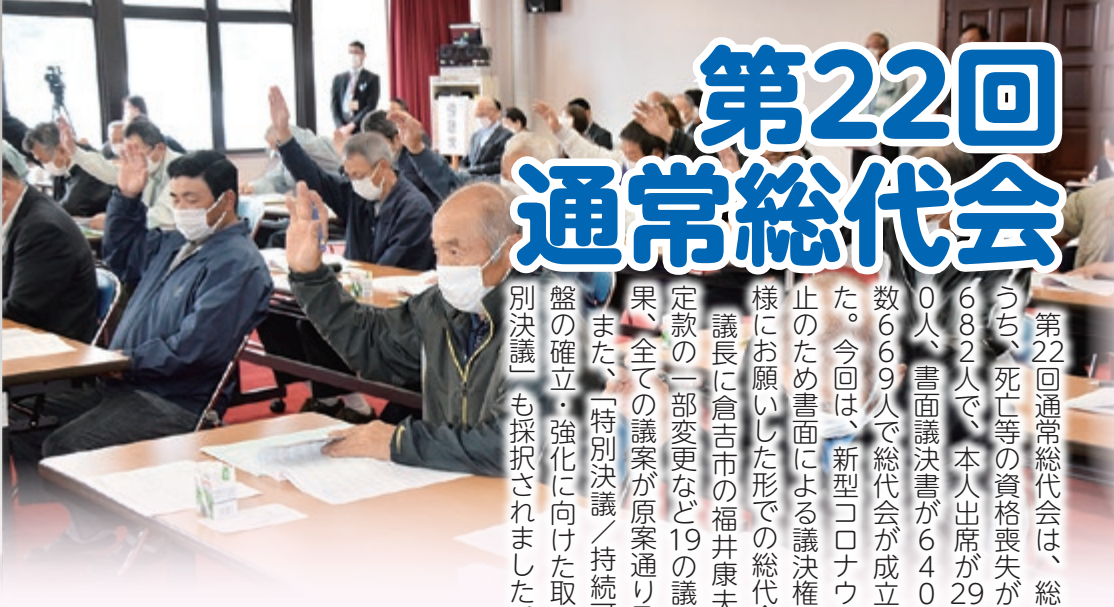 第22回
通常総代会
第22回通常総代会は、総
うち、死亡等の資格喪失が
682人で、本人出席が29
0人、書面議決書が640
数669人で総代会が成立
た。今回は、新型コロナウ
止のため書面による議決権
様にお願いした形での総代会
議長に倉吉市の福井康夫
定款の一部変更など19の議
果、全ての議案が原案通り
また、「特別決議／持続可
盤の確立・強化に向けた取
別決議」も採択されました